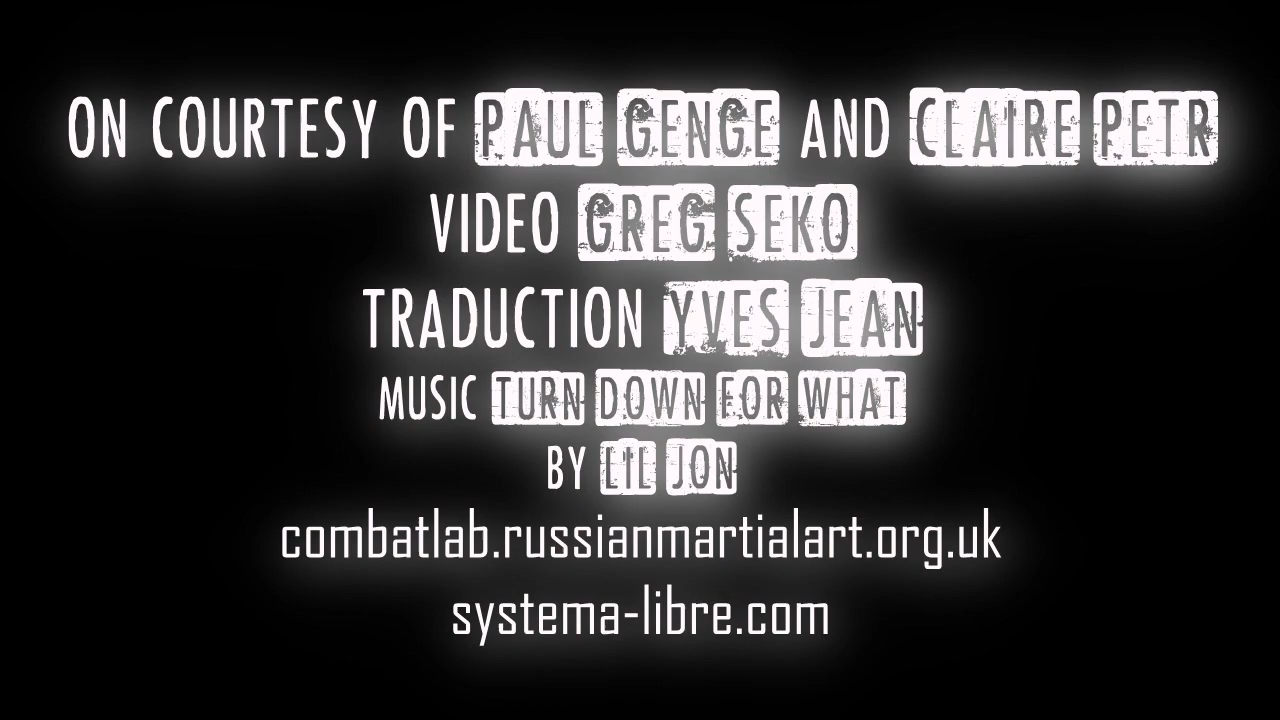 ON COURTESY OF PAUL GENGE AND CLAIRE PETR
VIDEO GREG SEKO
TRADUCTION YVES JEAN
MUSIC TURN DOWN FOR WHAT
BY LIL JON
combatlab.russianmartialart.org.uk
systema-libre.com